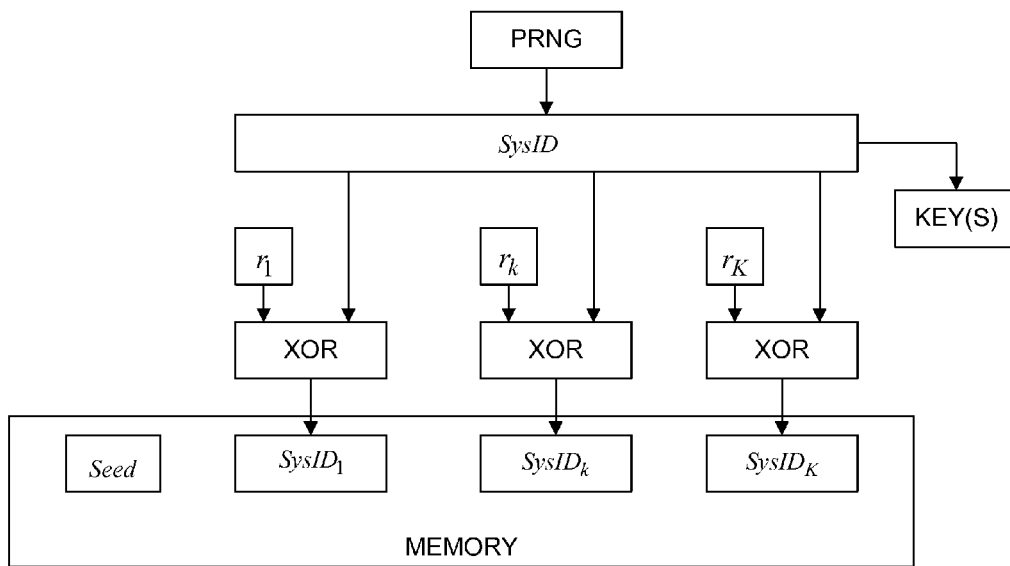 PRNG
SysID
KEY(S)
r1
rk
rK
XOR
XOR
XOR
Seed
SysID1
SysIDk
SysIDK
MEMORY